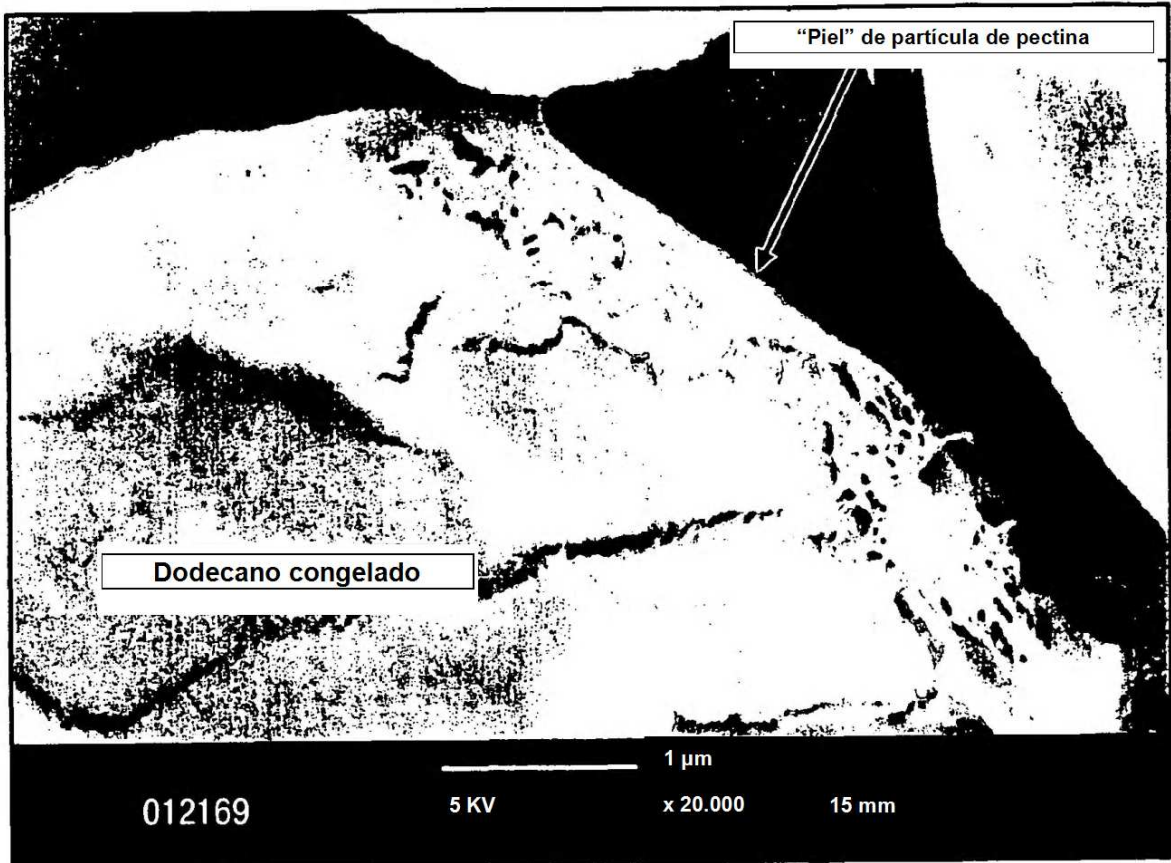 “Piel” de partícula de pectina
Dodecano congelado
1 µm
012169 5 KV x 20.000 15 mm